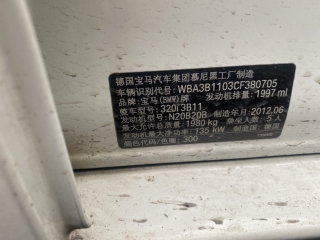 德国宝马汽车集团慕尼黑工厂制造
车辆识别代号: WBA3B1103CF380705
品牌: 宝马(BMW)牌 发动机排量: 1997 ml
整车型号: 320i 3B11
发动机型号: N20B20B 制造年月: 2012.06
最大允许总质量: 1980 kg 乘坐人数: 5人
发动机最大净功率: 135 kW 制造国: 德国
颜色代码/色圈: 300